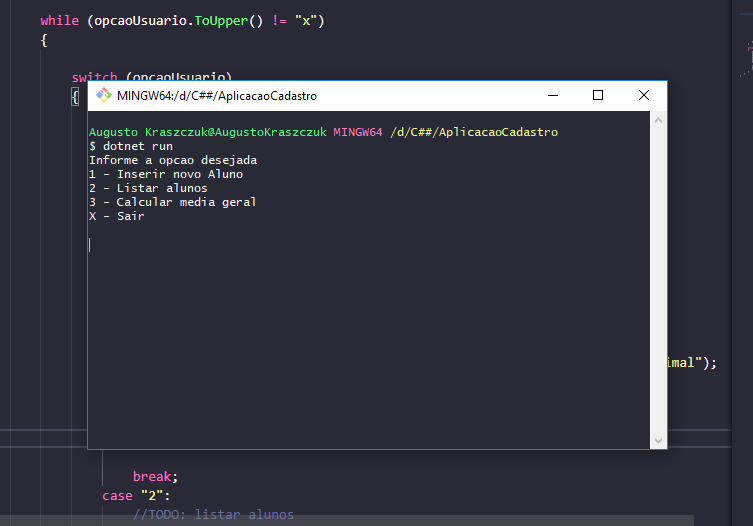 while (opcaoUsuario.ToUpper() != "x")
{
switch (opcaoUsuario)
{
MINGW64:/d/C##/AplicacaoCadastro
Augusto Kraszczuk@AugustoKraszczuk MINGW64 /d/C##/AplicacaoCadastro
$ dotnet run
Informe a opcao desejada
1 - Inserir novo Aluno
2 - Listar alunos
3 - Calcular media geral
X - Sair
imal");
break;
case "2":
//TODO: listar alunos